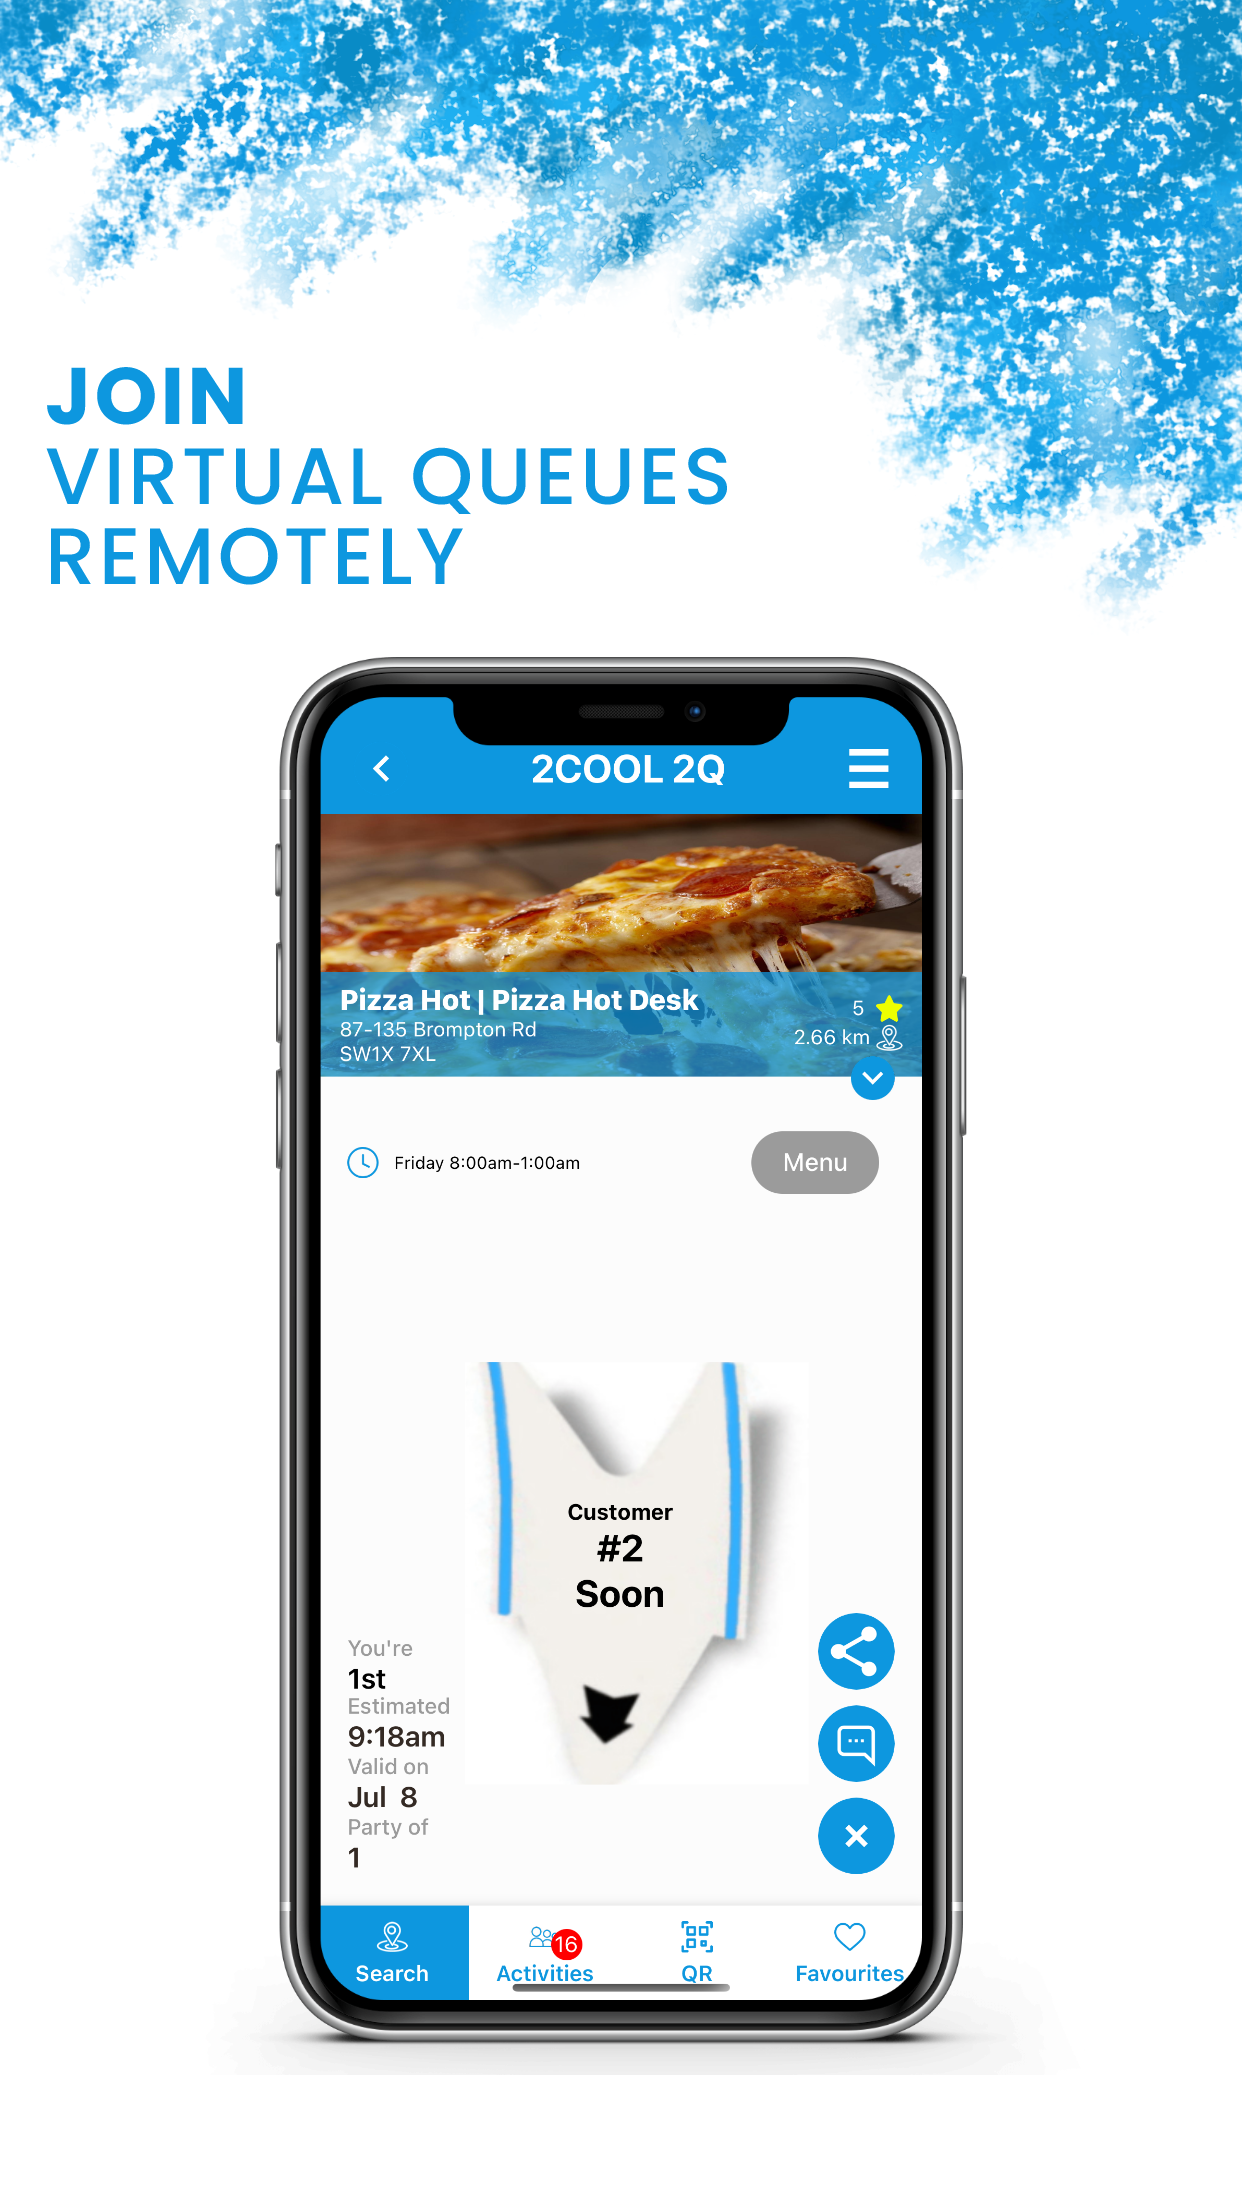 JOIN
VIRTUAL QUEUES
REMOTELY
2COOL 2Q
Pizza Hot | Pizza Hot Desk
87-135 Brompton Rd
SW1X 7XL
5
2.66 km
Friday 8:00am-1:00am
Menu
Customer
#2
Soon
You're
1st
Estimated
9:18am
Valid on
Jul 8
Party of
1
Search
16
Activities
QR
Favourites